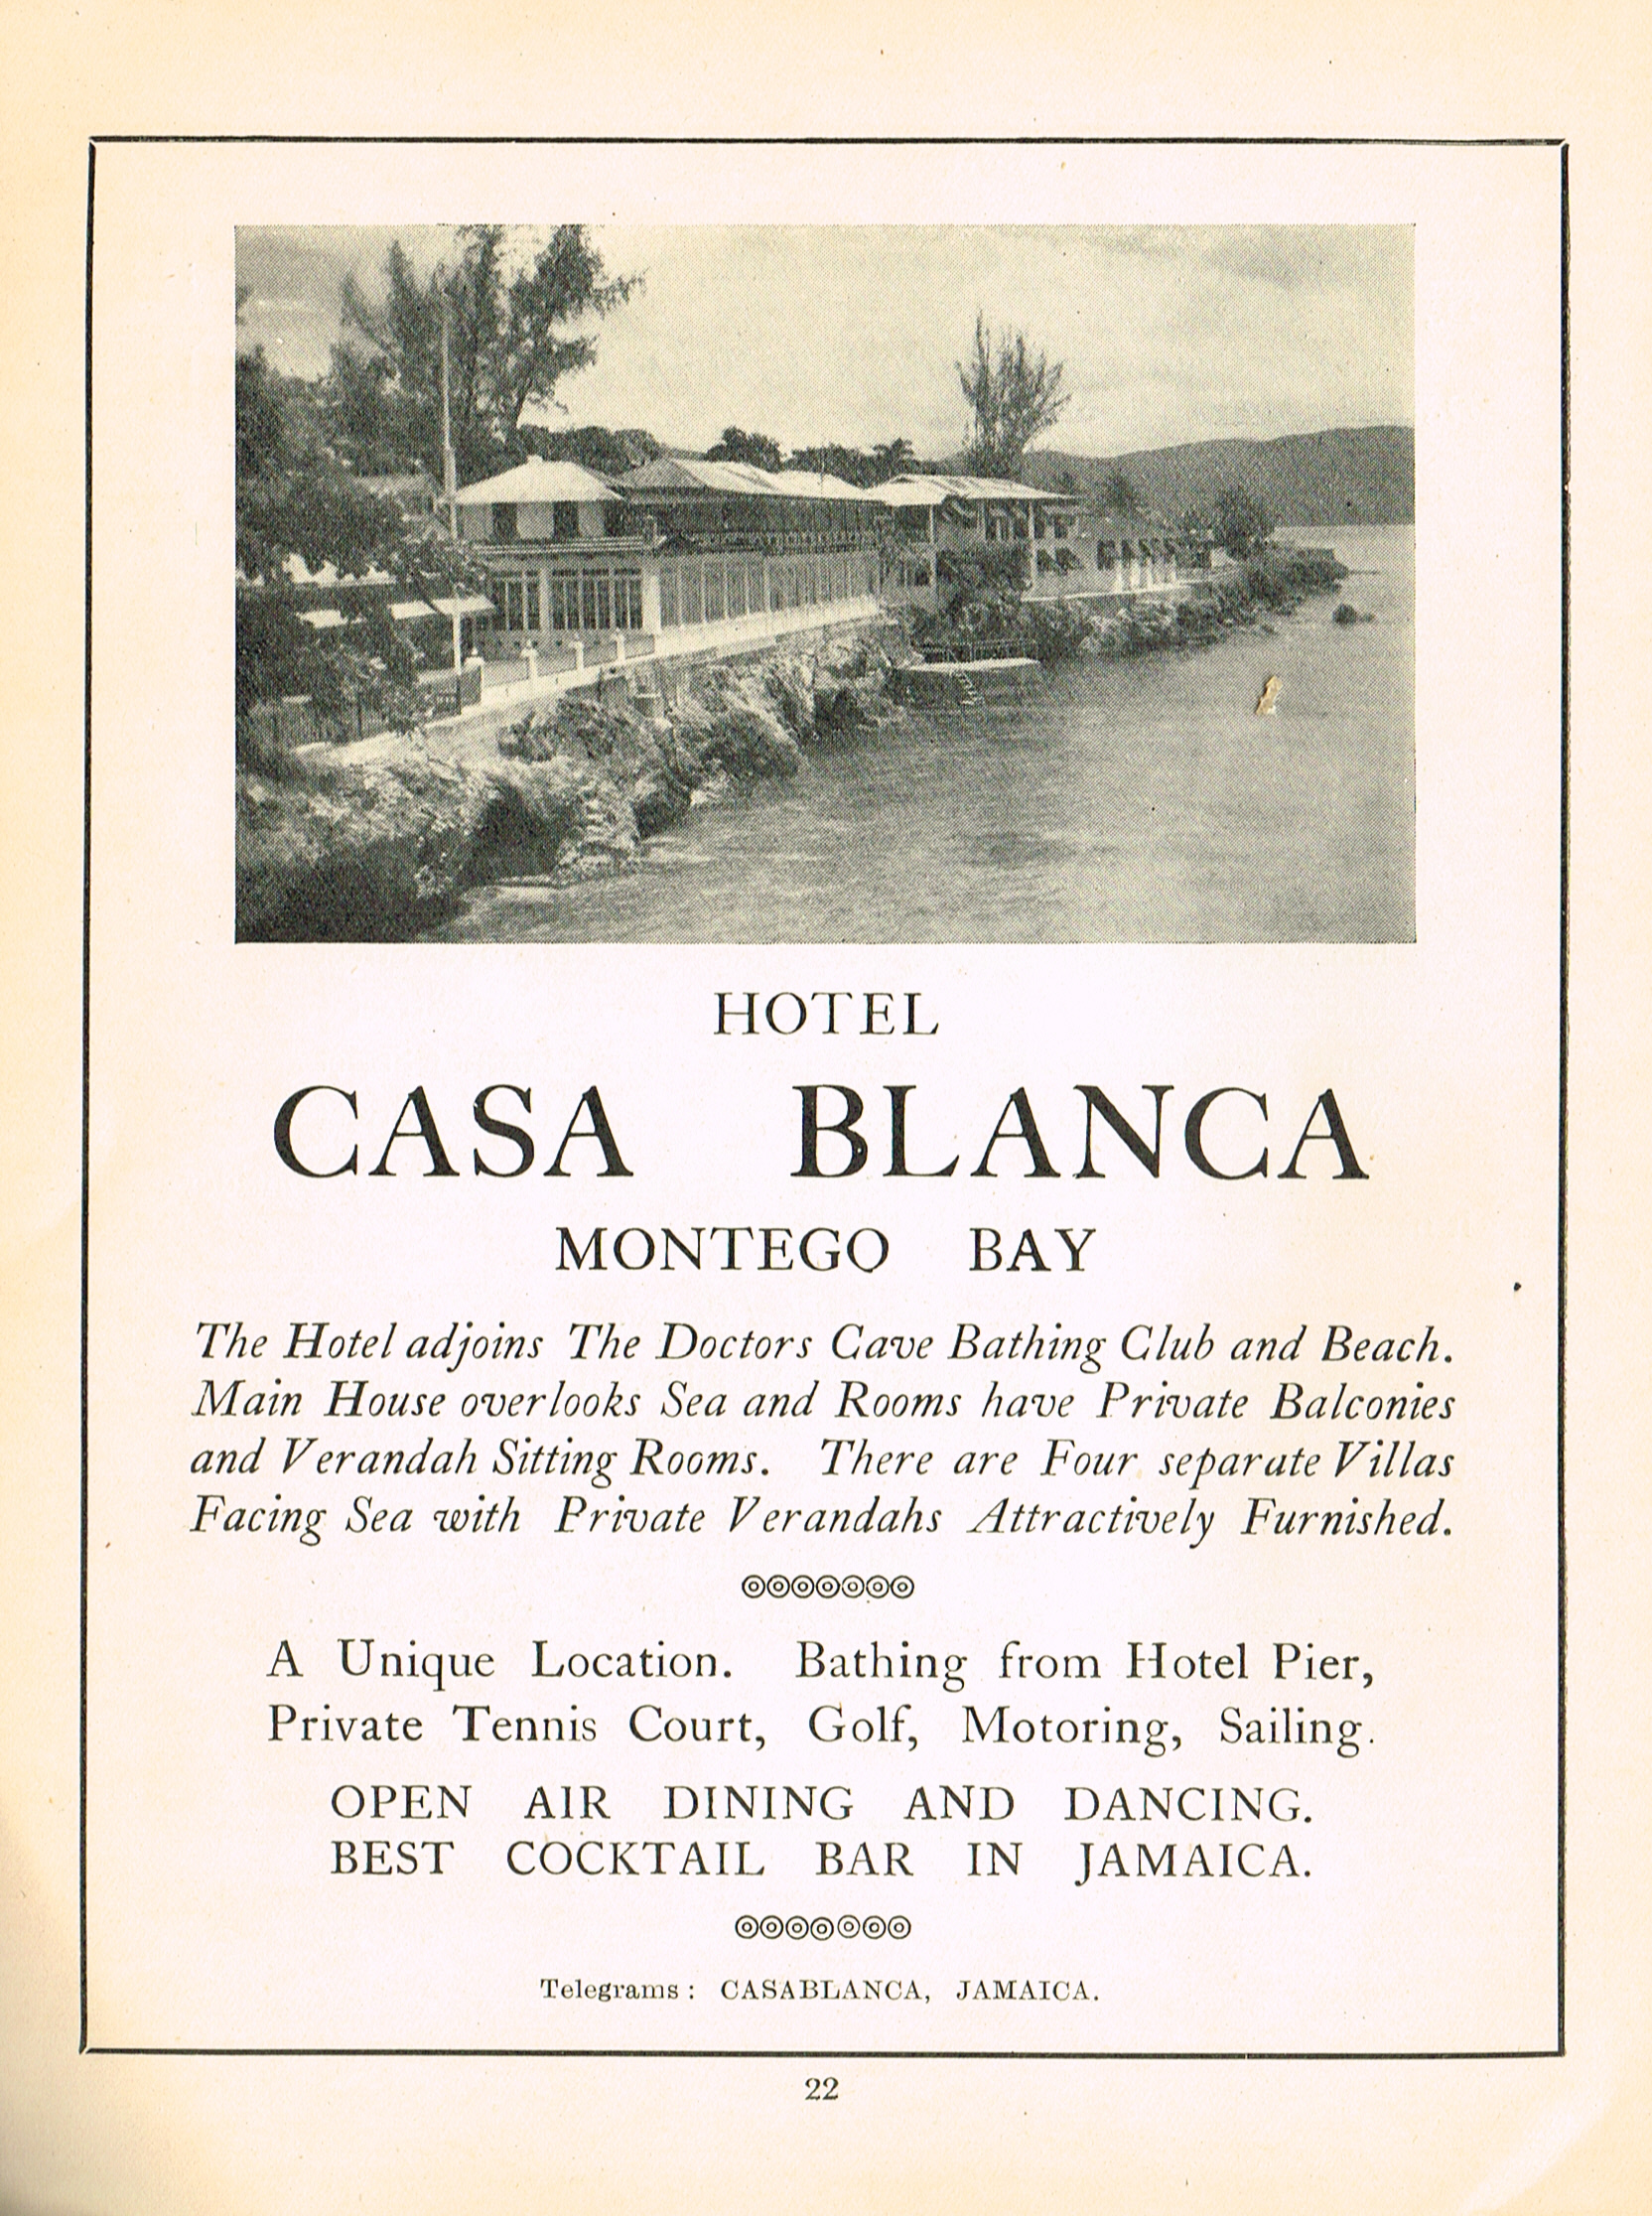 HOTEL
CASA BLANCA
MONTEGO BAY
The Hotel adjoins The Doctors Cave Bathing Club and Beach.
Main House overlooks Sea and Rooms have Private Balconies
and Verandah Sitting Rooms. There are Four separate Villas
Facing Sea with Private Verandahs Attractively Furnished.
A Unique Location. Bathing from Hotel Pier,
Private Tennis Court, Golf, Motoring, Sailing.
OPEN AIR DINING AND DANCING.
BEST COCKTAIL BAR IN JAMAICA.
Telegrams: CASABLANCA, JAMAICA.
22